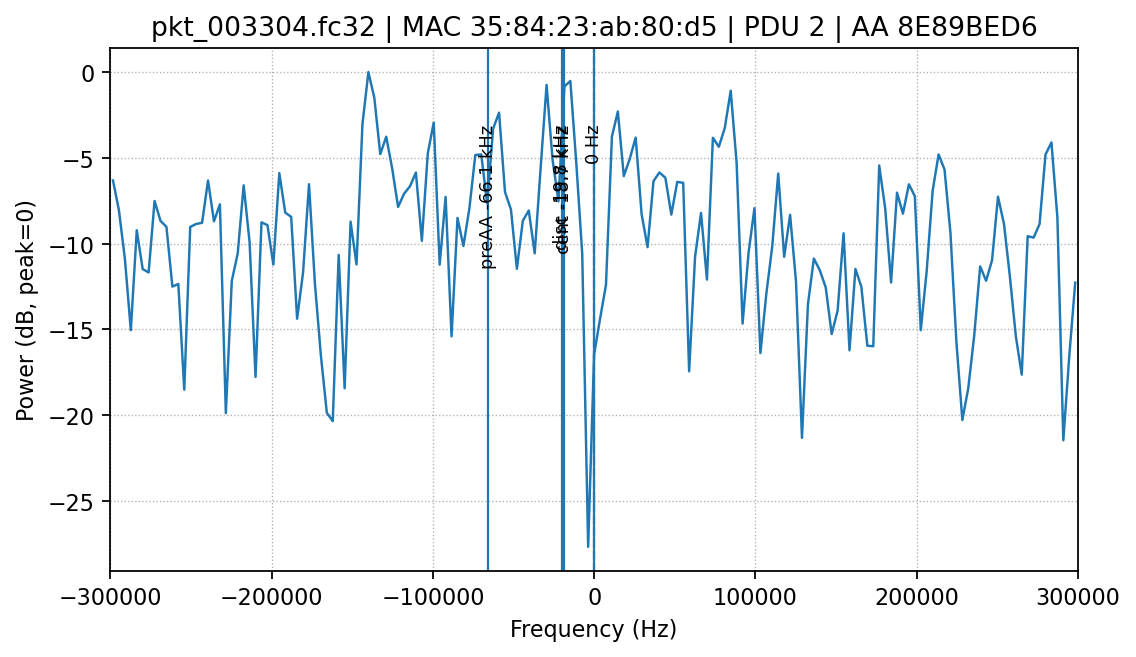 pkt_003304.fc32 | MAC 35:84:23:ab:80:d5 | PDU 2 | AA 8E89BED6
Power (dB, peak=0)
0
−5
−10
−15
−20
−25
preAA -66.1 kHz
0 Hz
−300000
−200000
−100000
0
100000
200000
300000
Frequency (Hz)